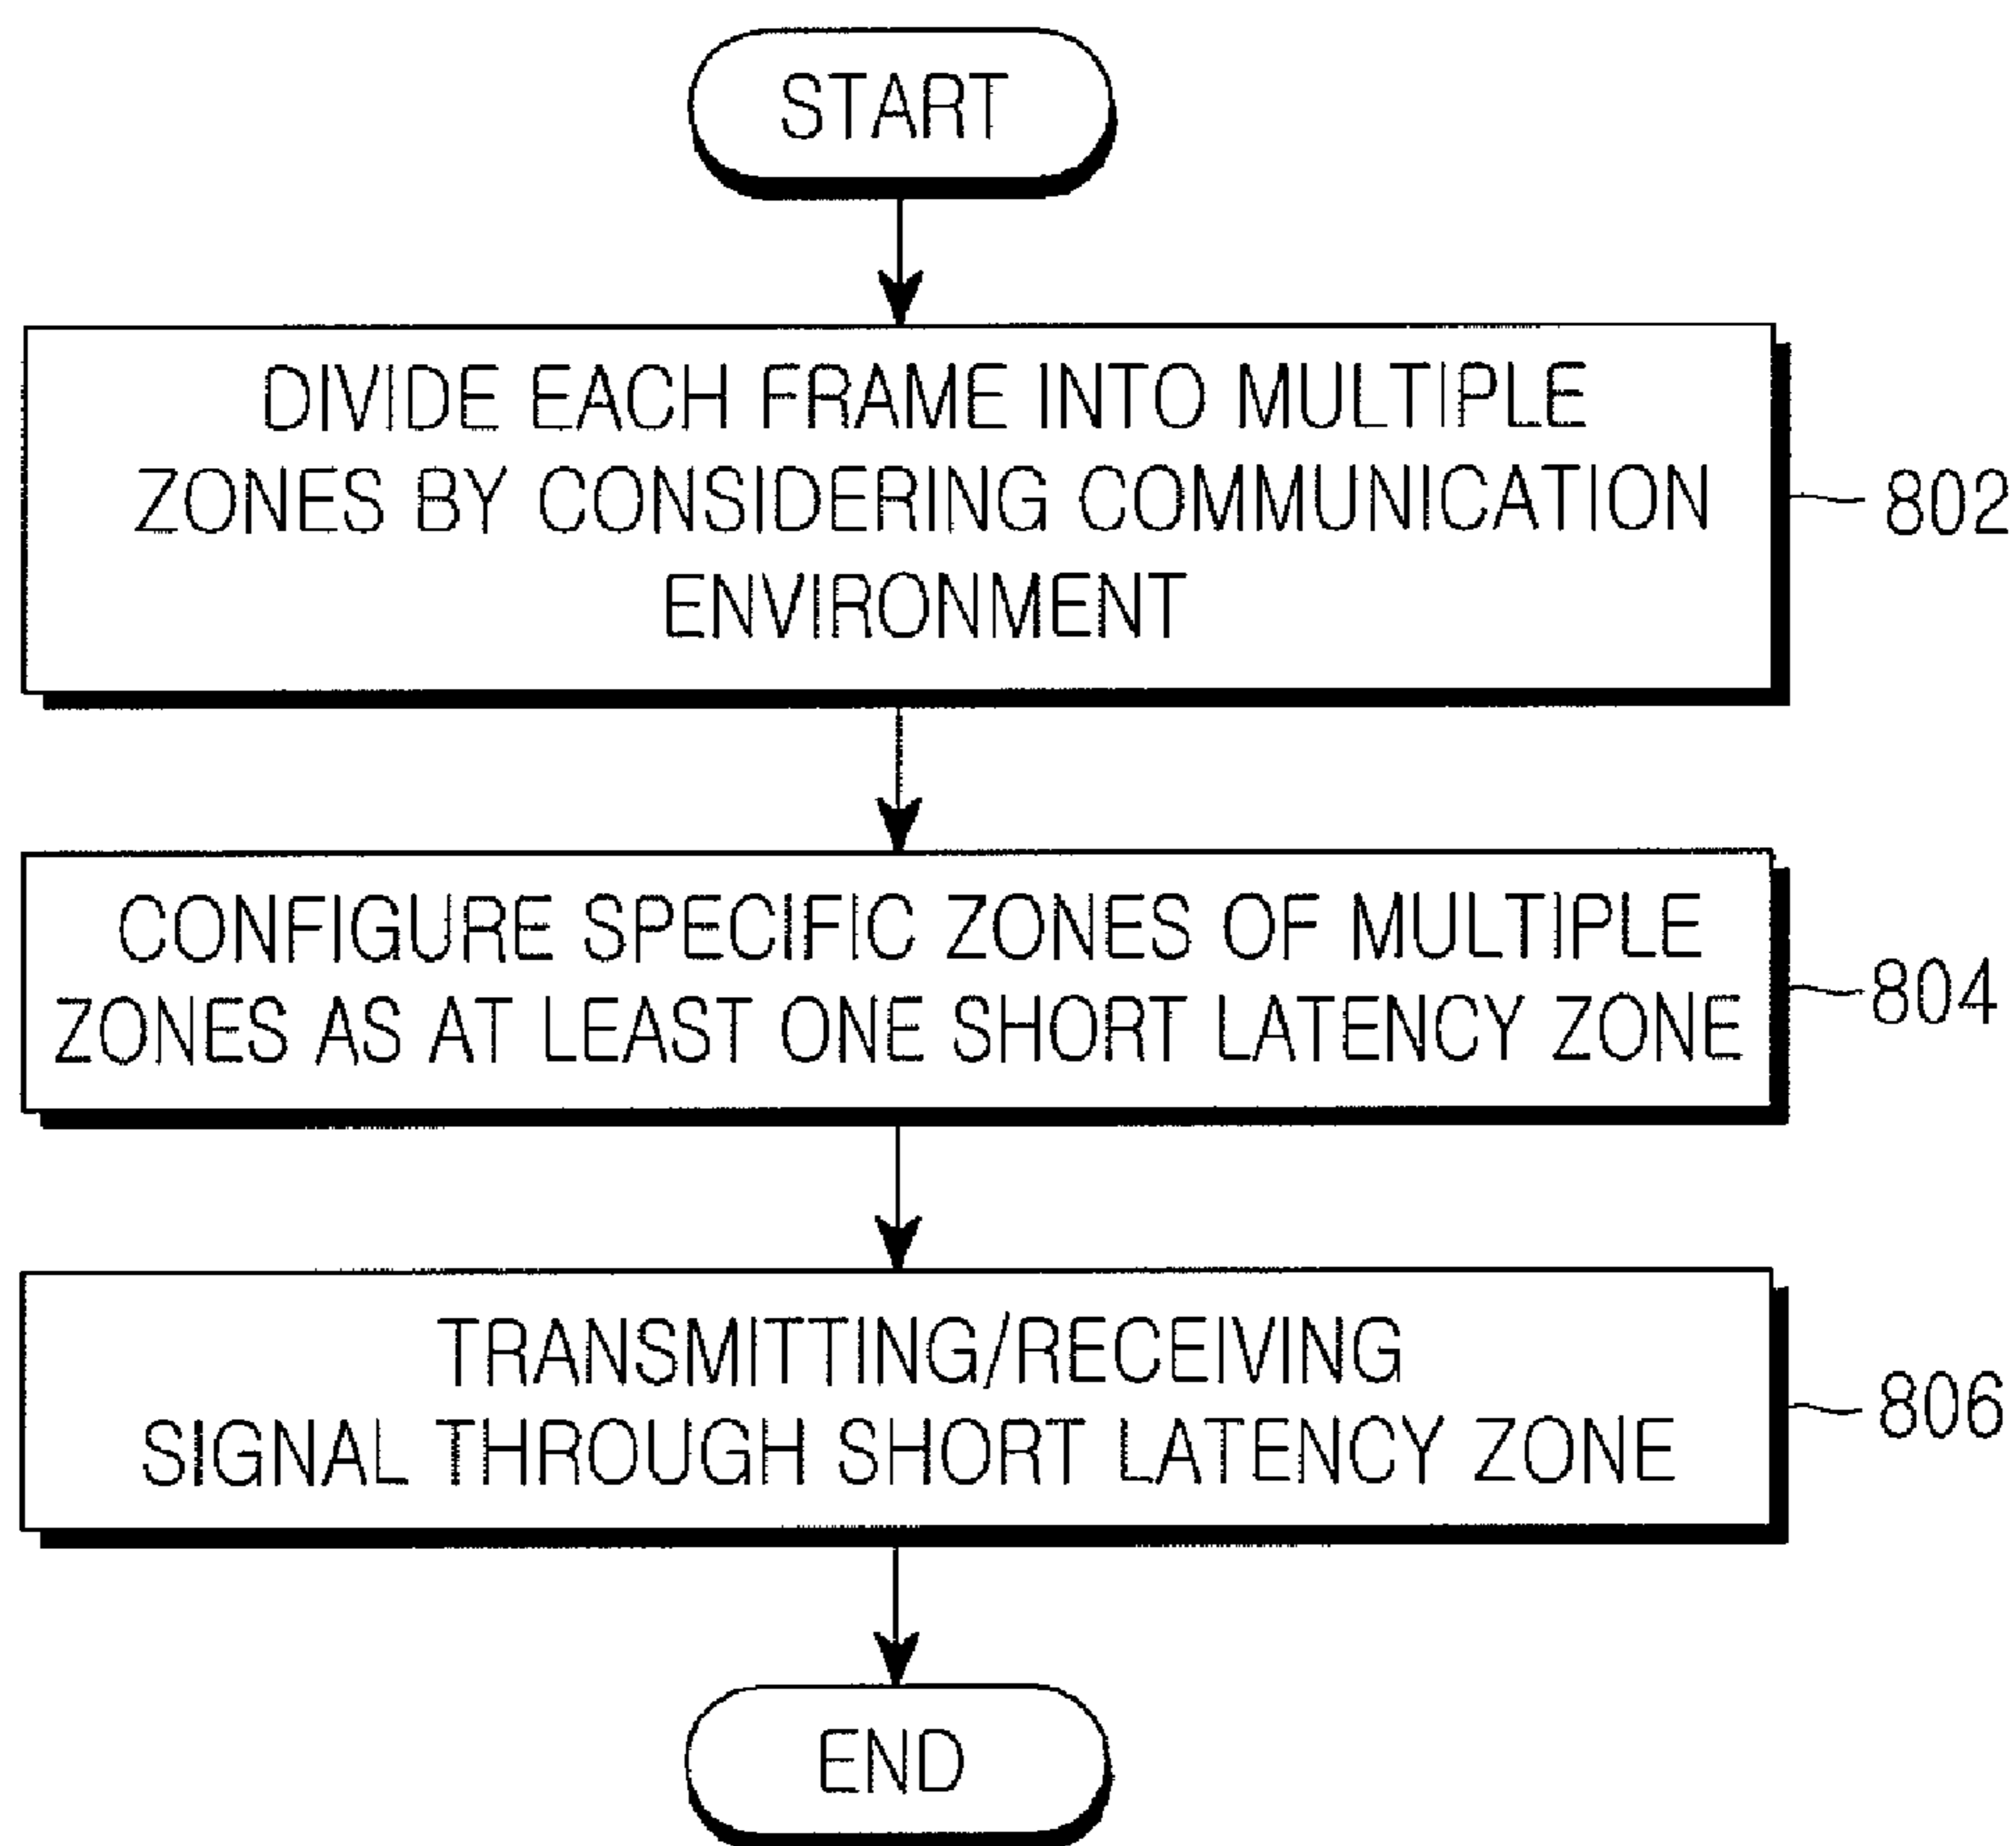 START
DIVIDE EACH FRAME INTO MULTIPLE
ZONES BY CONSIDERING COMMUNICATION
ENVIRONMENT
802
CONFIGURE SPECIFIC ZONES OF MULTIPLE
ZONES AS AT LEAST ONE SHORT LATENCY ZONE
804
TRANSMITTING/RECEIVING
SIGNAL THROUGH SHORT LATENCY ZONE
806
END